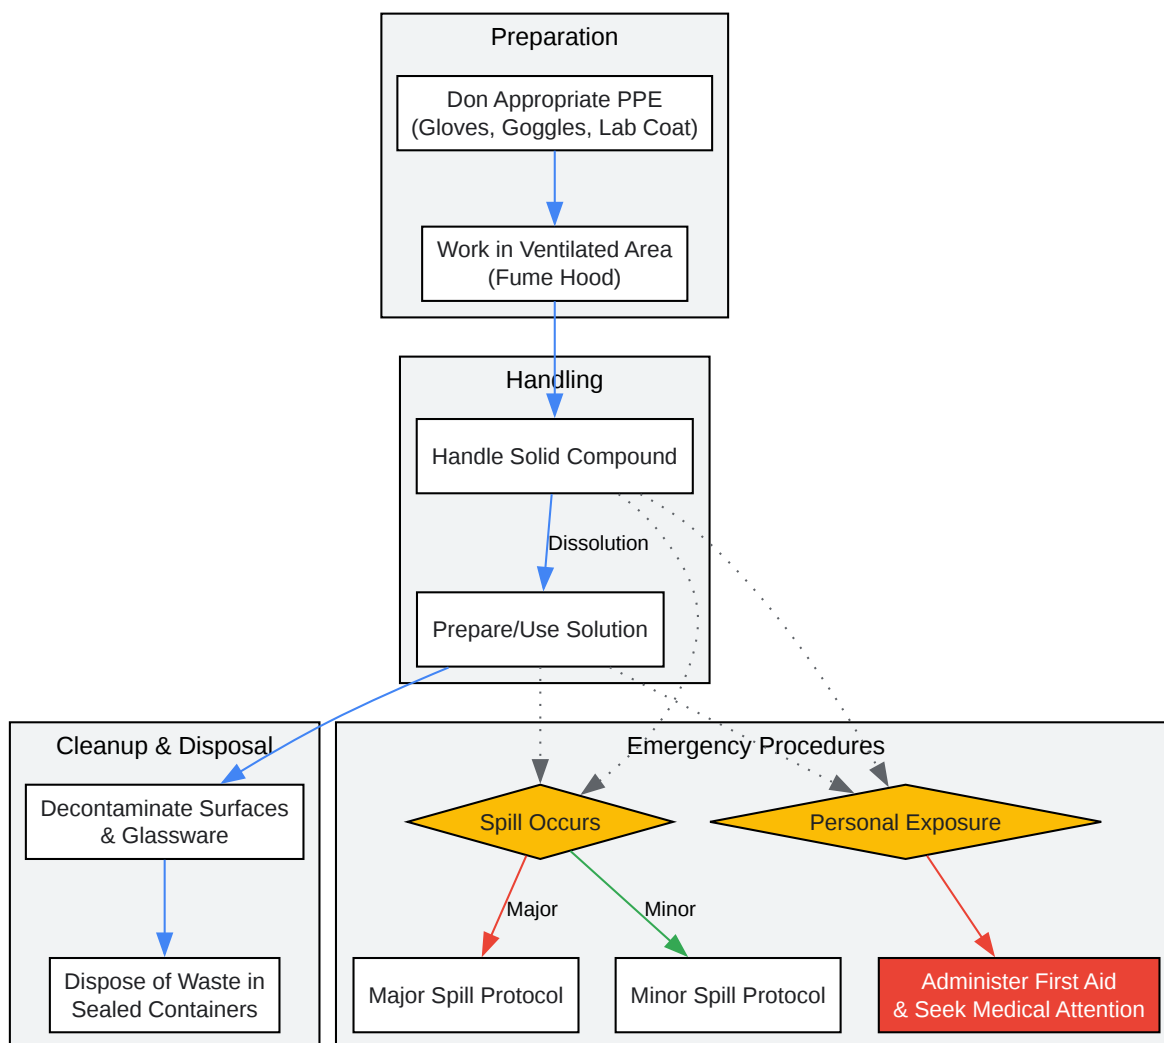 Preparation
Don Appropriate PPE
(Gloves, Goggles, Lab Coat)
Work in Ventilated Area
(Fume Hood)
Handling
Handle Solid Compound
Dissolution
Prepare/Use Solution
Cleanup & Disposal
Decontaminate Surfaces
& Glassware
Dispose of Waste in
Sealed Containers
Emergency Procedures
Spill Occurs
Personal Exposure
Major
Minor
Major Spill Protocol
Minor Spill Protocol
Administer First Aid
& Seek Medical Attention